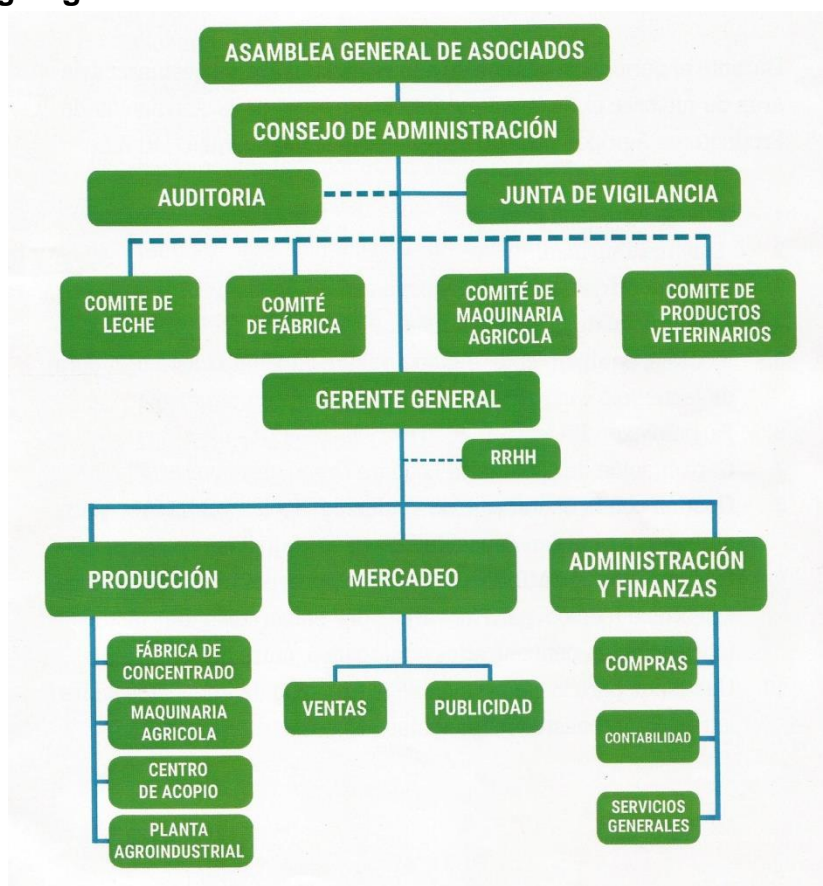 ASAMBLEA GENERAL DE ASOCIADOS
CONSEJO DE ADMINISTRACIÓN
AUDITORIA
JUNTA DE VIGILANCIA
COMITE DE
LECHE
COMITÉ
DE FÁBRICA
COMITÉ DE
MAQUINARIA
AGRICOLA
COMITE DE
PRODUCTOS
VETERINARIOS
GERENTE GENERAL
RRHH
PRODUCCIÓN
MERCADEO
ADMINISTRACIÓN
Y FINANZAS
FÁBRICA DE
CONCENTRADO
MAQUINARIA
AGRICOLA
CENTRO
DE ACOPIO
PLANTA
AGROINDUSTRIAL
VENTAS
PUBLICIDAD
COMPRAS
CONTABILIDAD
SERVICIOS
GENERALES